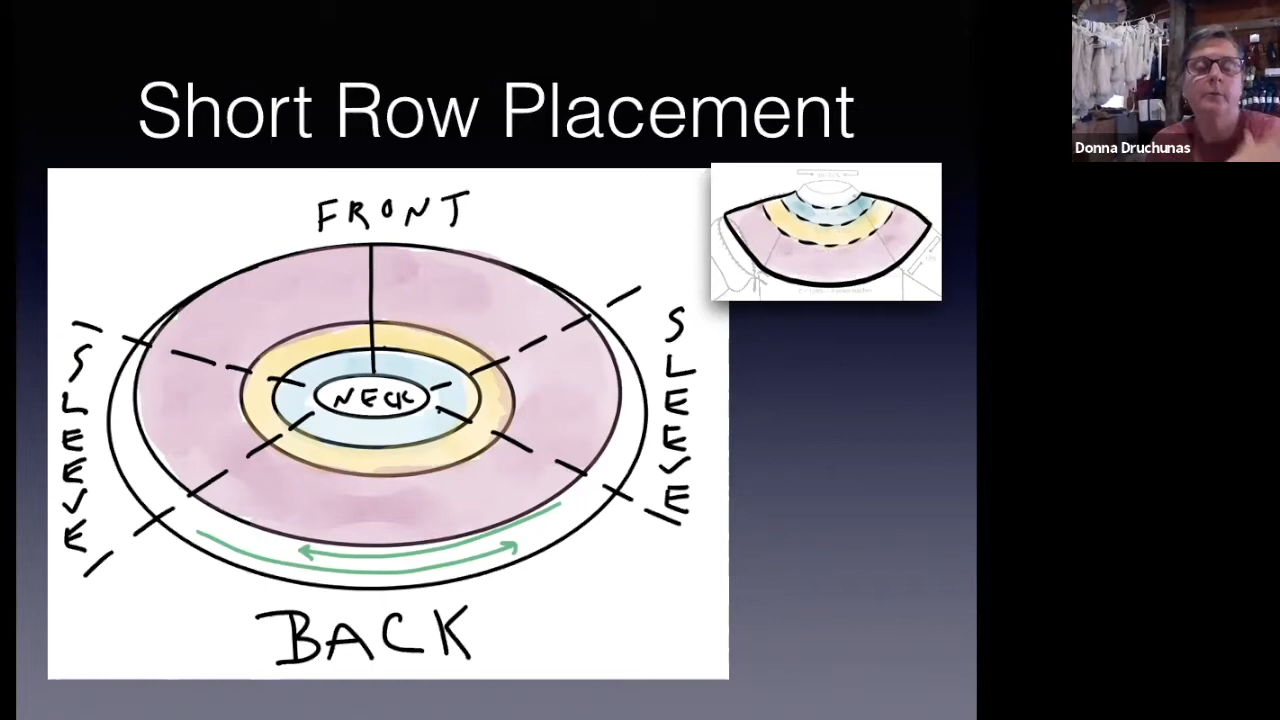 Short Row Placement
Donna Druchunas
FRONT
SLEEVE
NECK
SLEEVE
BACK